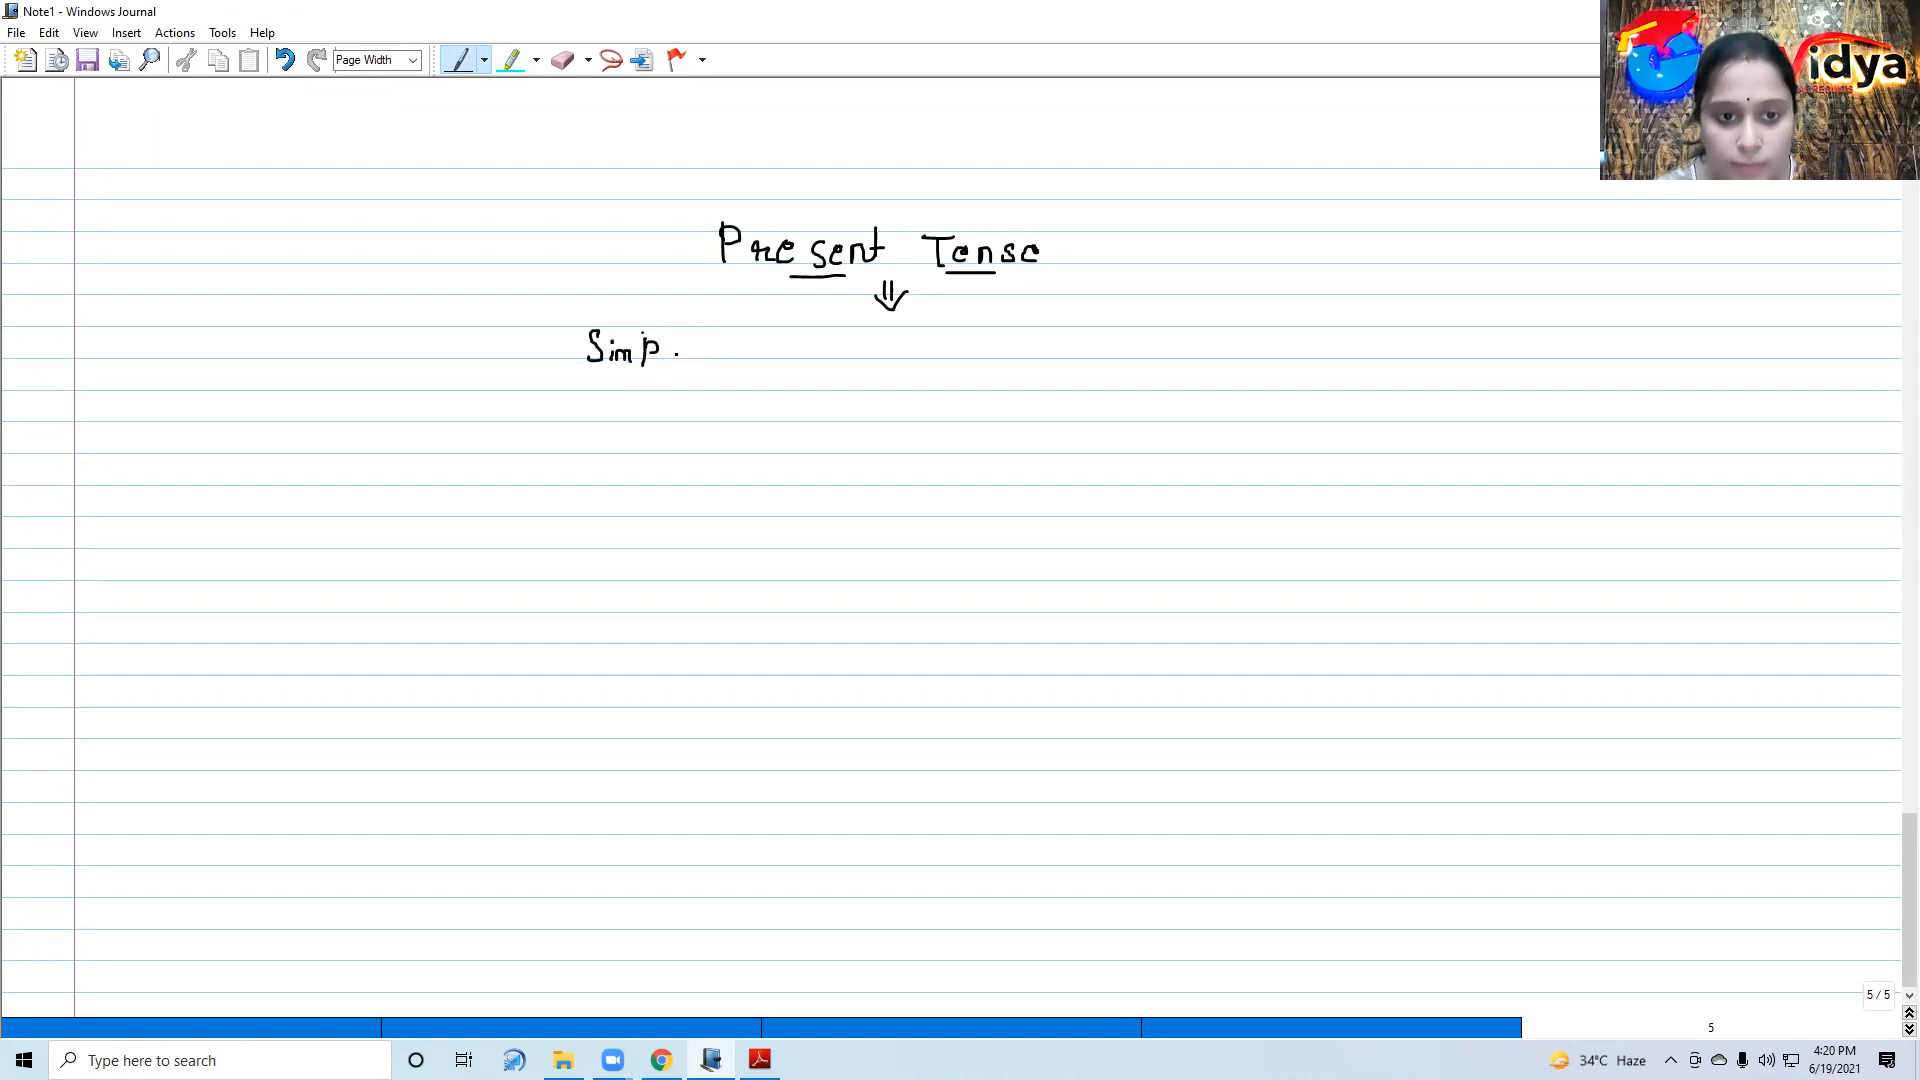 Note1 - Windows Journal
File Edit View Insert Actions Tools Help
Page Width
Vidya
Present Tense
⇓
Simp.
5 / 5
5
Type here to search
34°C Haze
4:20 PM
6/19/2021